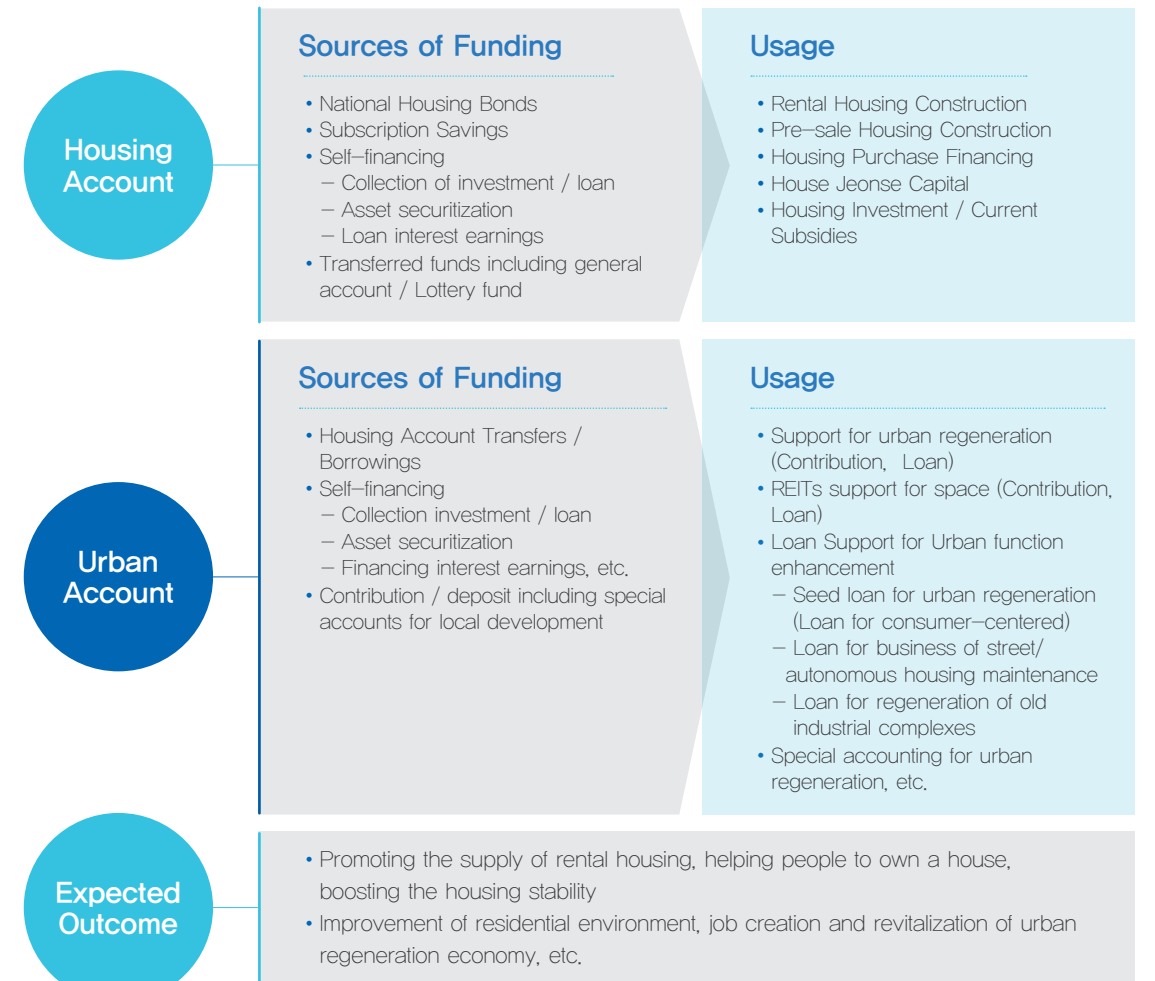 Housing
Account
Sources of Funding
• National Housing Bonds
• Subscription Savings
• Self-financing
– Collection of investment / loan
– Asset securitization
– Loan interest earnings
• Transferred funds including general
account / Lottery fund
Usage
• Rental Housing Construction
• Pre-sale Housing Construction
• Housing Purchase Financing
• House Jeonse Capital
• Housing Investment / Current
Subsidies
Urban
Account
Sources of Funding
• Housing Account Transfers /
Borrowings
• Self-financing
– Collection investment / loan
– Asset securitization
– Financing interest earnings, etc.
• Contribution / deposit including special
accounts for local development
Usage
• Support for urban regeneration
(Contribution, Loan)
• REITs support for space (Contribution,
Loan)
• Loan Support for Urban function
enhancement
– Seed loan for urban regeneration
(Loan for consumer-centered)
– Loan for business of street/
autonomous housing maintenance
– Loan for regeneration of old
industrial complexes
• Special accounting for urban
regeneration, etc.
Expected
Outcome
• Promoting the supply of rental housing, helping people to own a house,
boosting the housing stability
• Improvement of residential environment, job creation and revitalization of urban
regeneration economy, etc.